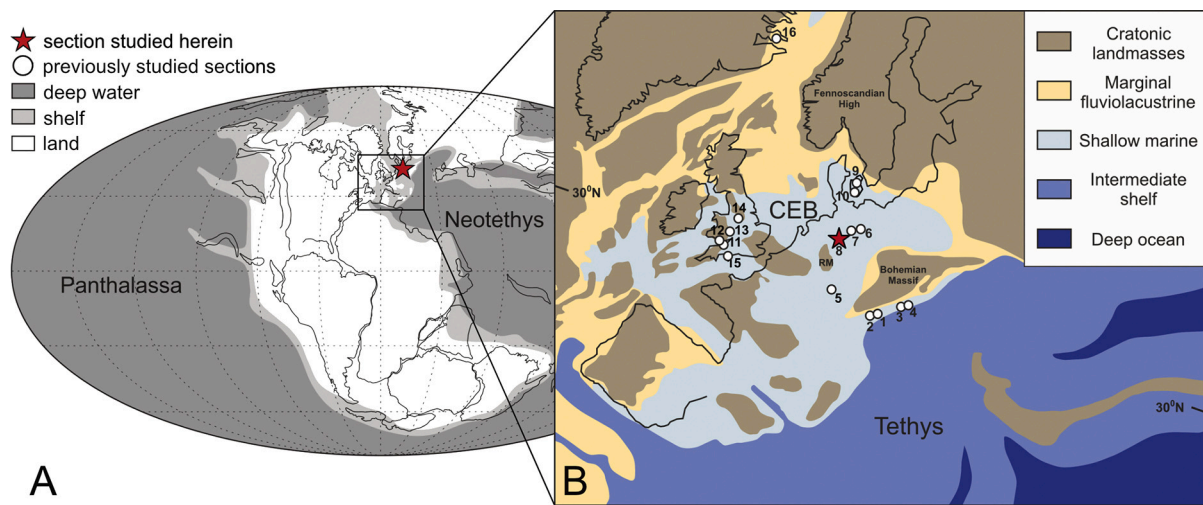 section studied herein
previously studied sections
deep water
shelf
land
Panthalassa
Neotethys
A
16
Fennoscandian
High
30⁰N
9
10
14
CEB
12
13
11
15
6
7
8
RM
Bohemian
Massif
5
2
1
3
4
Tethys
30⁰N
B
Cratonic
landmasses
Marginal
fluviolacustrine
Shallow marine
Intermediate
shelf
Deep ocean